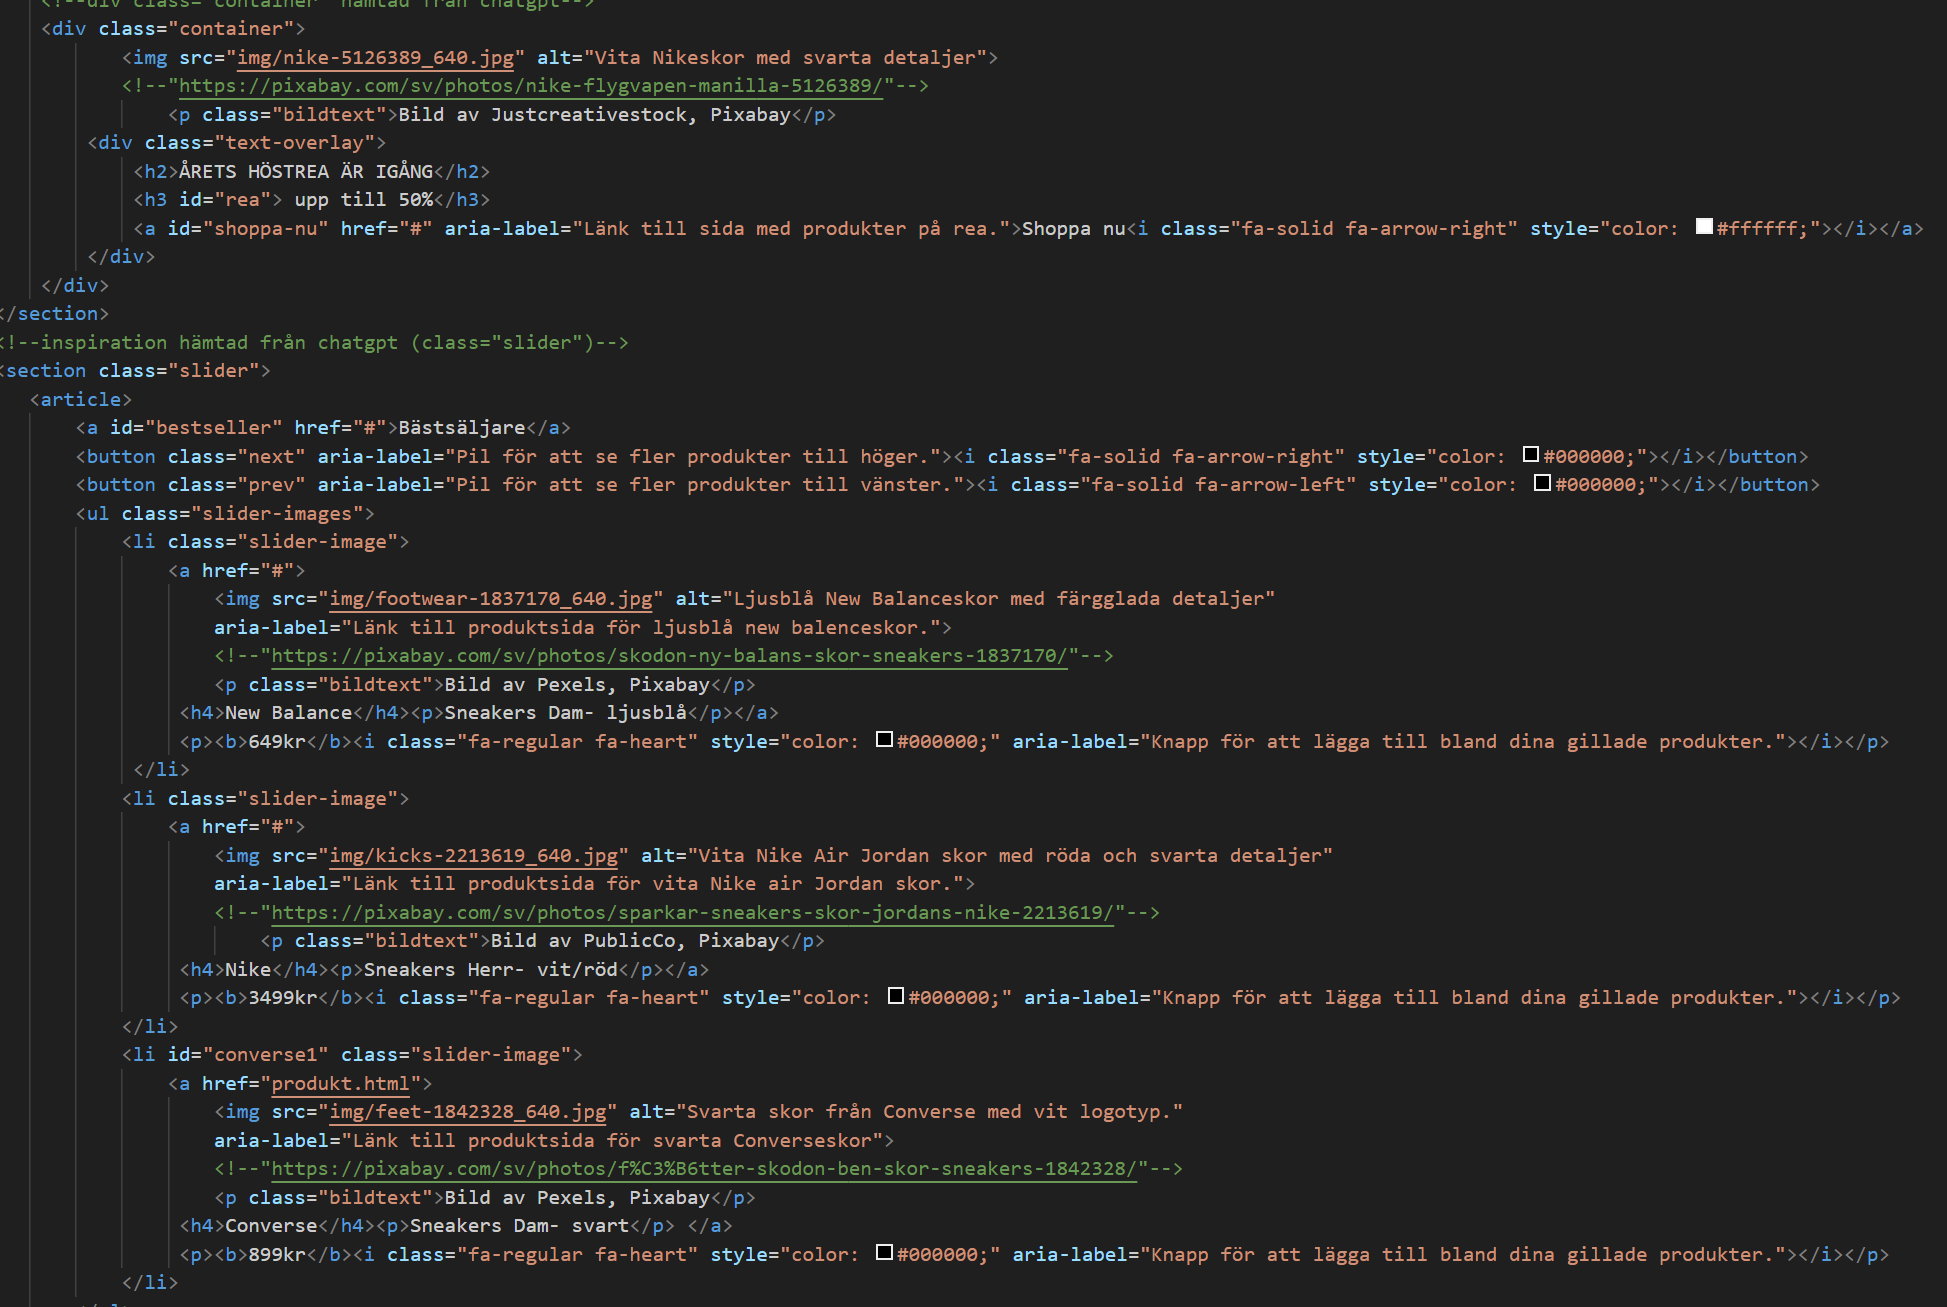 <!--div class="container" hämtad från chatgpt-->
<div class="container">
<img src="img/nike-5126389_640.jpg" alt="Vita Nikeskor med svarta detaljer">
<!--"https://pixabay.com/sv/photos/nike-flygvapen-manilla-5126389/"-->
<p class="bildtext">Bild av Justcreativestock, Pixabay</p>
<div class="text-overlay">
<h2>ÅRETS HÖSTREA ÄR IGÅNG</h2>
<h3 id="rea"> upp till 50%</h3>
<a id="shoppa-nu" href="#" aria-label="Länk till sida med produkter på rea.">Shoppa nu<i class="fa-solid fa-arrow-right" style="color: #ffffff;"></i></a>
</div>
</div>
</section>
<!--inspiration hämtad från chatgpt (class="slider")-->
<section class="slider">
<article>
<a id="bestseller" href="#">Bästsäljare</a>
<button class="next" aria-label="Pil för att se fler produkter till höger."><i class="fa-solid fa-arrow-right" style="color: #000000;"></i></button>
<button class="prev" aria-label="Pil för att se fler produkter till vänster."><i class="fa-solid fa-arrow-left" style="color: #000000;"></i></button>
<ul class="slider-images">
<li class="slider-image">
<a href="#">
<img src="img/footwear-1837170_640.jpg" alt="Ljusblå New Balanceskor med färgglada detaljer"
aria-label="Länk till produktsida för ljusblå new balenceskor.">
<!--"https://pixabay.com/sv/photos/skodon-ny-balans-skor-sneakers-1837170/"-->
<p class="bildtext">Bild av Pexels, Pixabay</p>
<h4>New Balance</h4><p>Sneakers Dam- ljusblå</p></a>
<p><b>649kr</b><i class="fa-regular fa-heart" style="color: #000000;" aria-label="Knapp för att lägga till bland dina gillade produkter."></i></p>
</li>
<li class="slider-image">
<a href="#">
<img src="img/kicks-2213619_640.jpg" alt="Vita Nike Air Jordan skor med röda och svarta detaljer"
aria-label="Länk till produktsida för vita Nike air Jordan skor.">
<!--"https://pixabay.com/sv/photos/sparkar-sneakers-skor-jordans-nike-2213619/"-->
<p class="bildtext">Bild av PublicCo, Pixabay</p>
<h4>Nike</h4><p>Sneakers Herr- vit/röd</p></a>
<p><b>3499kr</b><i class="fa-regular fa-heart" style="color: #000000;" aria-label="Knapp för att lägga till bland dina gillade produkter."></i></p>
</li>
<li id="converse1" class="slider-image">
<a href="produkt.html">
<img src="img/feet-1842328_640.jpg" alt="Svarta skor från Converse med vit logotyp."
aria-label="Länk till produktsida för svarta Converseskor">
<!--"https://pixabay.com/sv/photos/f%C3%B6tter-skodon-ben-skor-sneakers-1842328/"-->
<p class="bildtext">Bild av Pexels, Pixabay</p>
<h4>Converse</h4><p>Sneakers Dam- svart</p> </a>
<p><b>899kr</b><i class="fa-regular fa-heart" style="color: #000000;" aria-label="Knapp för att lägga till bland dina gillade produkter."></i></p>
</li>